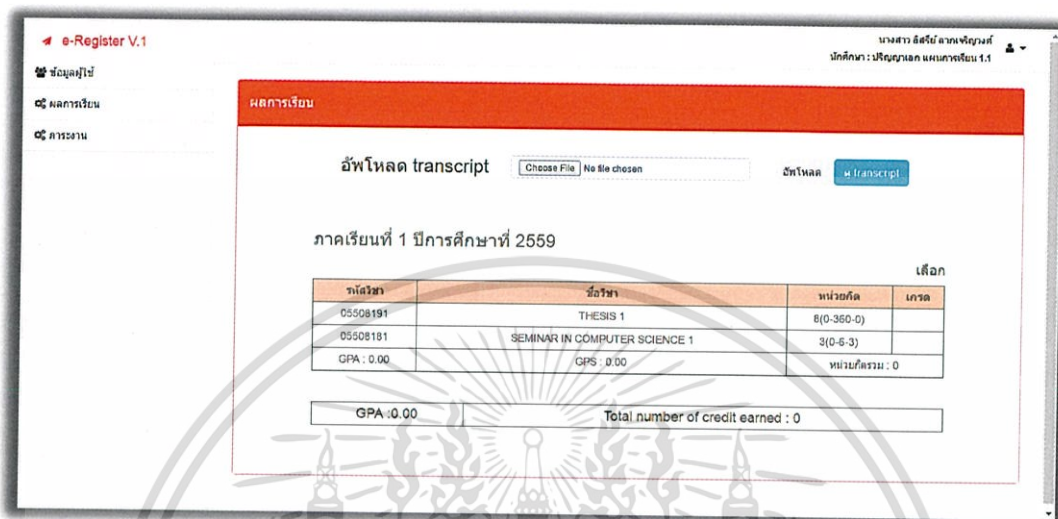 e-Register V.1
นางสาว อิสรีย์ ลาภเจริญวงศ์
นักศึกษา : ปริญญาเอก แผนการเรียน 1.1
ข้อมูลผู้ใช้
ผลการเรียน
ภาระงาน
ผลการเรียน
อัพโหลด transcript Choose File No file chosen อัพโหลด ดู transcript
ภาคเรียนที่ 1 ปีการศึกษาที่ 2559
เลือก
รหัสวิชา ชื่อวิชา หน่วยกิต เกรด
05508191 THESIS 1 8(0-360-0)
05508181 SEMINAR IN COMPUTER SCIENCE 1 3(0-6-3)
GPA : 0.00 GPS : 0.00 หน่วยกิตรวม : 0
GPA :0.00 Total number of credit earned : 0